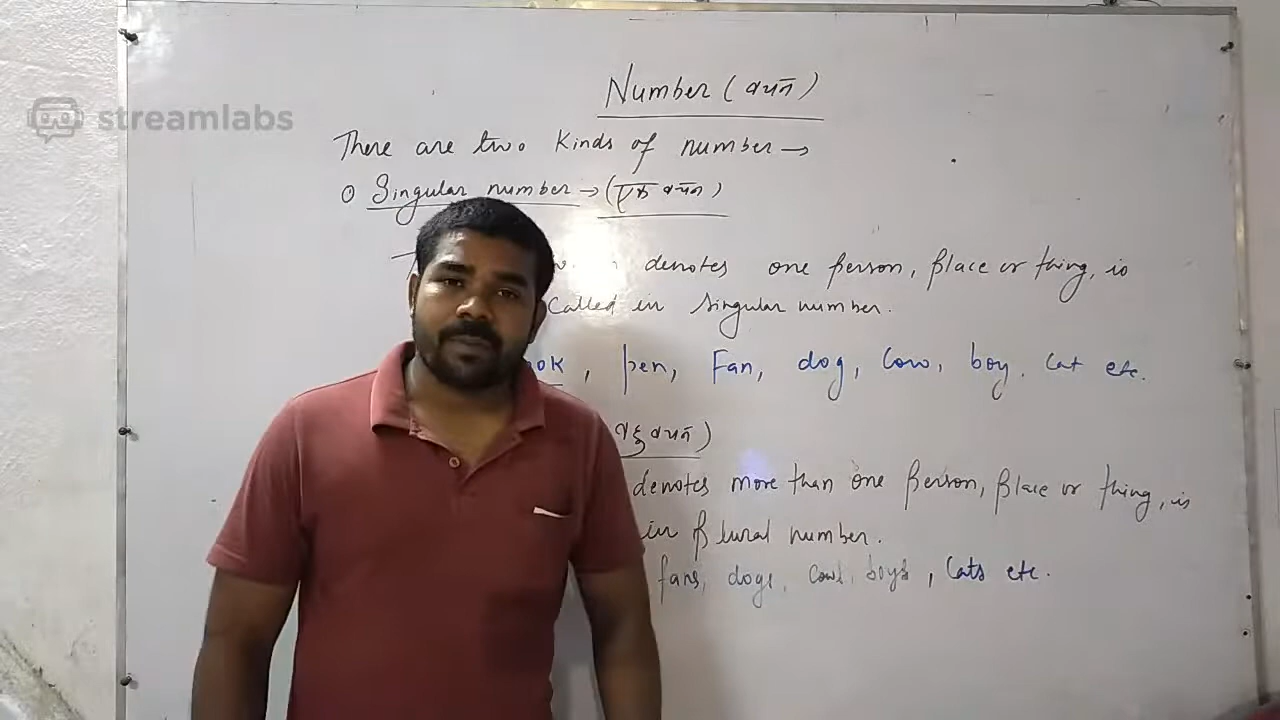 streamlabs
Number (वचन)
There are two kinds of number →
① Singular number → (एक वचन)
denotes one person, place or thing, is
called in singular number.
ook, pen, Fan, dog, Cow, boy, Cat etc.
बहुवचन)
denotes more than one person, place or thing, is
in plural number.
fans, dogs, cows, boys, Cats etc.